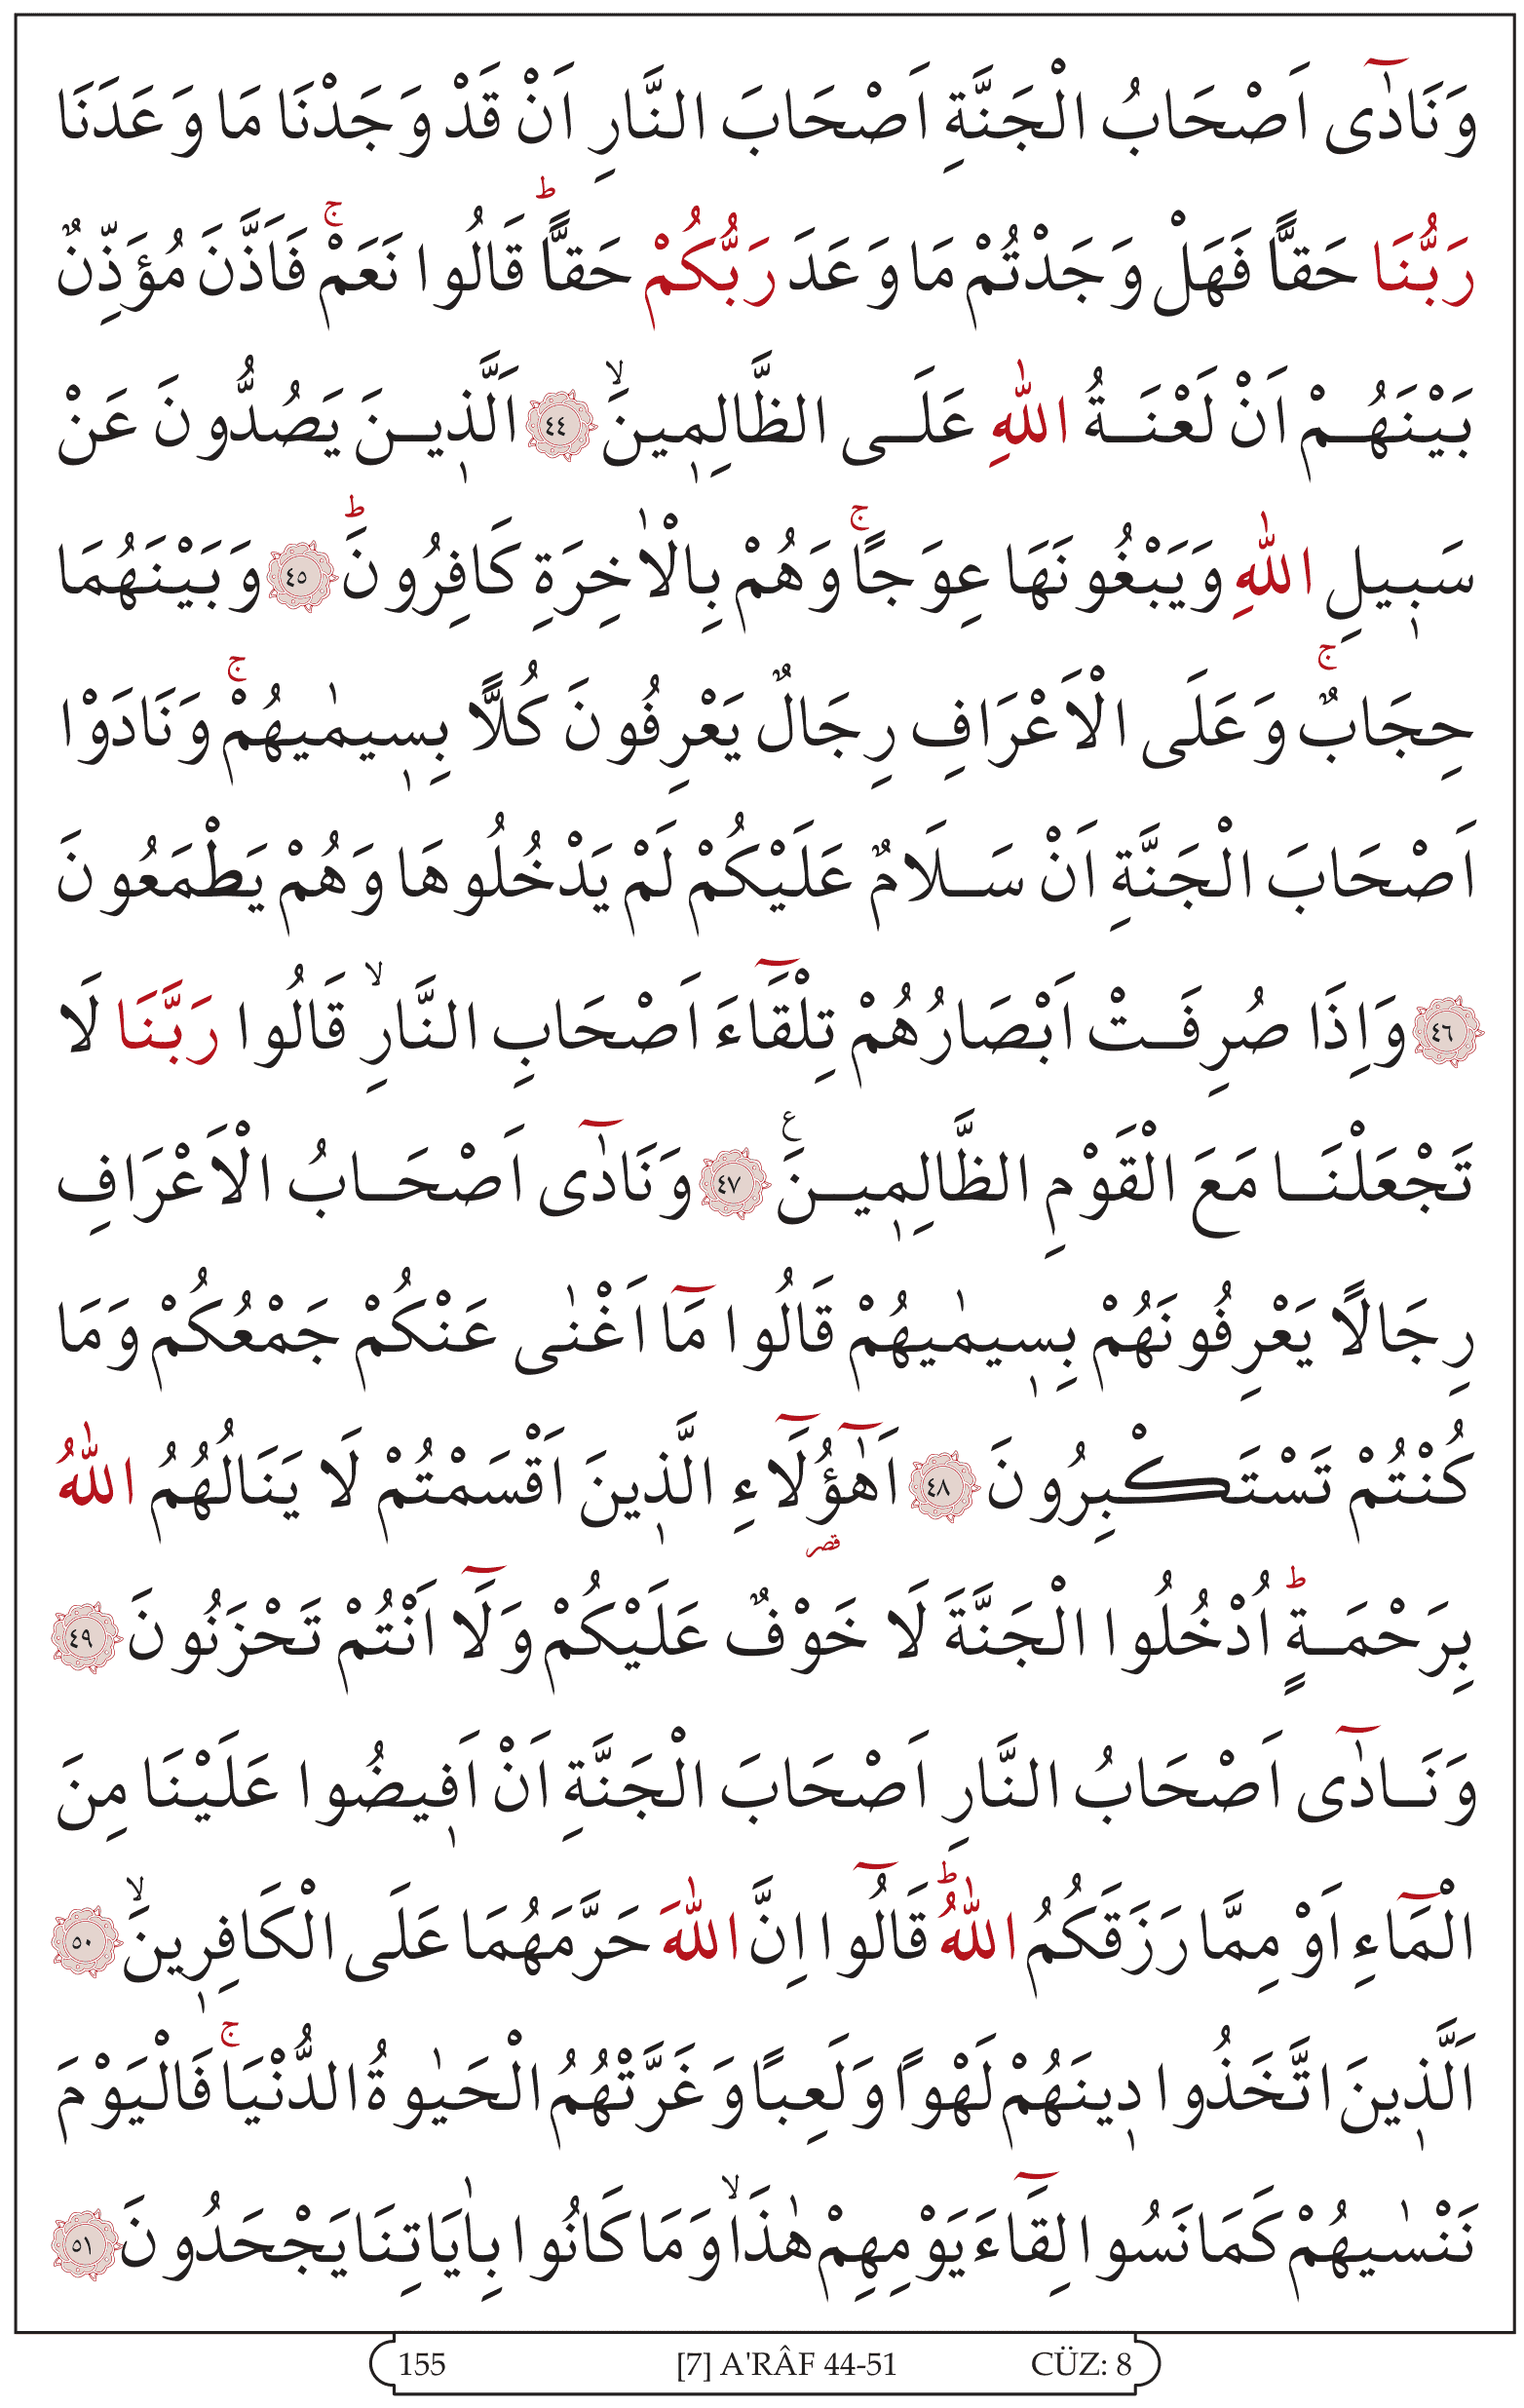 وَنَادٰٓى اَصْحَابُ الْجَنَّةِ اَصْحَابَ النَّارِ اَنْ قَدْ وَجَدْنَا مَا وَعَدَنَا
رَبُّنَا حَقاًّ فَهَلْ وَجَدْتُمْ مَا وَعَدَ رَبُّكُمْ حَقاًّۜ قَالُوا نَعَمْۚ فَاَذَّنَ مُؤَذِّنٌ
بَيْنَهُمْ اَنْ لَعْنَةُ اللّٰهِ عَلَى الظَّالِم۪ينَۙ ﴿٤٤﴾ اَلَّذ۪ينَ يَصُدُّونَ عَنْ
سَب۪يلِ اللّٰهِ وَيَبْغُونَهَا عِوَجًاۚ وَهُمْ بِالْاٰخِرَةِ كَافِرُونَۜ ﴿٤٥﴾ وَبَيْنَهُمَا
حِجَابٌۚ وَعَلَى الْاَعْرَافِ رِجَالٌ يَعْرِفُونَ كُلًّا بِس۪يمٰيهُمْۚ وَنَادَوْا
اَصْحَابَ الْجَنَّةِ اَنْ سَلَامٌ عَلَيْكُمْ لَمْ يَدْخُلُوهَا وَهُمْ يَطْمَعُونَ
﴿٤٦﴾ وَاِذَا صُرِفَتْ اَبْصَارُهُمْ تِلْقَٓاءَ اَصْحَابِ النَّارِۙ قَالُوا رَبَّنَا لَا
تَجْعَلْنَا مَعَ الْقَوْمِ الظَّالِم۪ينَ ع ﴿٤٧﴾ وَنَادٰٓى اَصْحَابُ الْاَعْرَافِ
رِجَالًا يَعْرِفُونَهُمْ بِس۪يمٰيهُمْ قَالُوا مَٓا اَغْنٰى عَنْكُمْ جَمْعُكُمْ وَمَا
كُنْتُمْ تَسْتَكْبِرُونَ ﴿٤٨﴾ اَهٰٓؤُ۬لَٓاءِ الَّذ۪ينَ اَقْسَمْتُمْ لَا يَنَالُهُمُ اللّٰهُ
قصر
بِرَحْمَةٍۜ اُدْخُلُوا الْجَنَّةَ لَا خَوْفٌ عَلَيْكُمْ وَلَٓا اَنْتُمْ تَحْزَنُونَ ﴿٤٩﴾
وَنَادٰٓى اَصْحَابُ النَّارِ اَصْحَابَ الْجَنَّةِ اَنْ اَف۪يضُوا عَلَيْنَا مِنَ
الْمَٓاءِ اَوْ مِمَّا رَزَقَكُمُ اللّٰهُۜ قَالُٓوا اِنَّ اللّٰهَ حَرَّمَهُمَا عَلَى الْكَافِر۪ينَۙ ﴿٥٠﴾
اَلَّذ۪ينَ اتَّخَذُوا د۪ينَهُمْ لَهْوًا وَلَعِبًا وَغَرَّتْهُمُ الْحَيٰوةُ الدُّنْيَاۚ فَالْيَوْمَ
نَنْسٰيهُمْ كَمَا نَسُوا لِقَٓاءَ يَوْمِهِمْ هٰذَاۙ وَمَا كَانُوا بِاٰيَاتِنَا يَجْحَدُونَ ﴿٥١﴾
155 [7] A'RÂF 44-51 CÜZ: 8